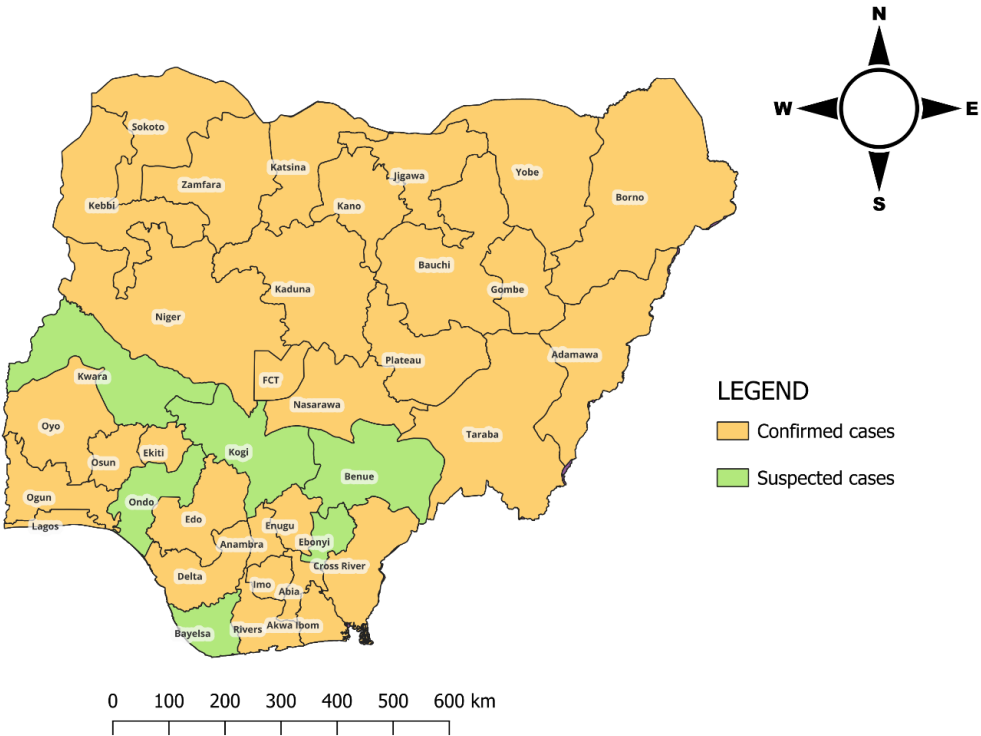 N
W E
S
Sokoto
Katsina
Jigawa
Yobe
Zamfara
Borno
Kebbi
Kano
Bauchi
Kaduna
Gombe
Niger
Adamawa
Plateau
Kwara
FCT
Nasarawa
Oyo
Taraba
Kogi
Ekiti
Osun
Benue
Ogun
Ondo
Edo
Lagos
Enugu
Anambra
Ebonyi
Cross River
Delta
Imo
Abia
Bayelsa
Rivers
Akwa Ibom
LEGEND
Confirmed cases
Suspected cases
0 100 200 300 400 500 600 km